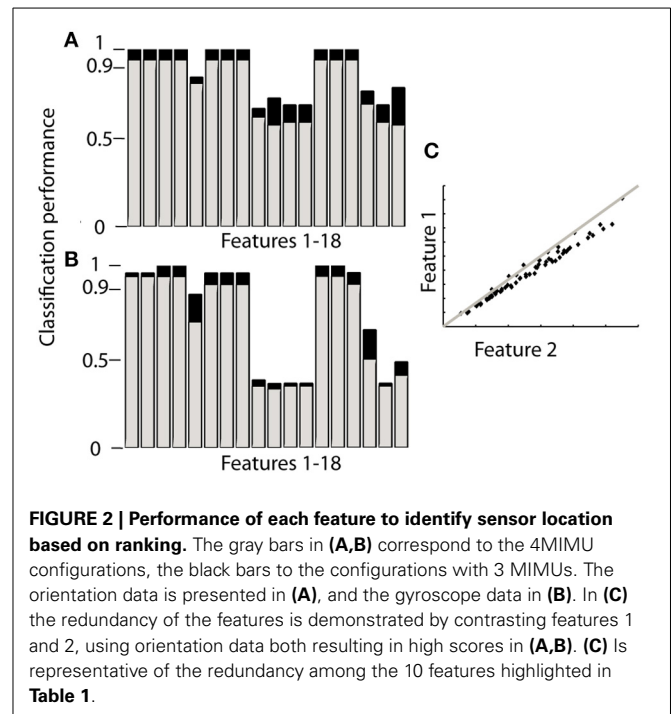 A
1
0.9
0.5
0
Features 1-18
Classification performance
B
1
0.9
0.5
0
Features 1-18
C
Feature 1
Feature 2
FIGURE 2 | Performance of each feature to identify sensor location
based on ranking. The gray bars in (A,B) correspond to the 4MIMU
configurations, the black bars to the configurations with 3 MIMUs. The
orientation data is presented in (A), and the gyroscope data in (B). In (C)
the redundancy of the features is demonstrated by contrasting features 1
and 2, using orientation data both resulting in high scores in (A,B). (C) Is
representative of the redundancy among the 10 features highlighted in
Table 1.